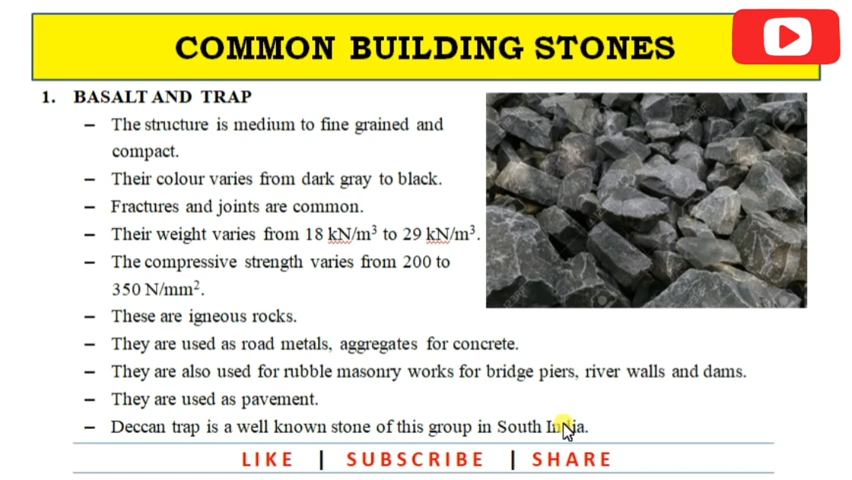 COMMON BUILDING STONES
1. BASALT AND TRAP
– The structure is medium to fine grained and
compact.
– Their colour varies from dark gray to black.
– Fractures and joints are common.
– Their weight varies from 18 kN/m³ to 29 kN/m³.
– The compressive strength varies from 200 to
350 N/mm².
– These are igneous rocks.
– They are used as road metals, aggregates for concrete.
– They are also used for rubble masonry works for bridge piers, river walls and dams.
– They are used as pavement.
– Deccan trap is a well known stone of this group in South India.
LIKE | SUBSCRIBE | SHARE